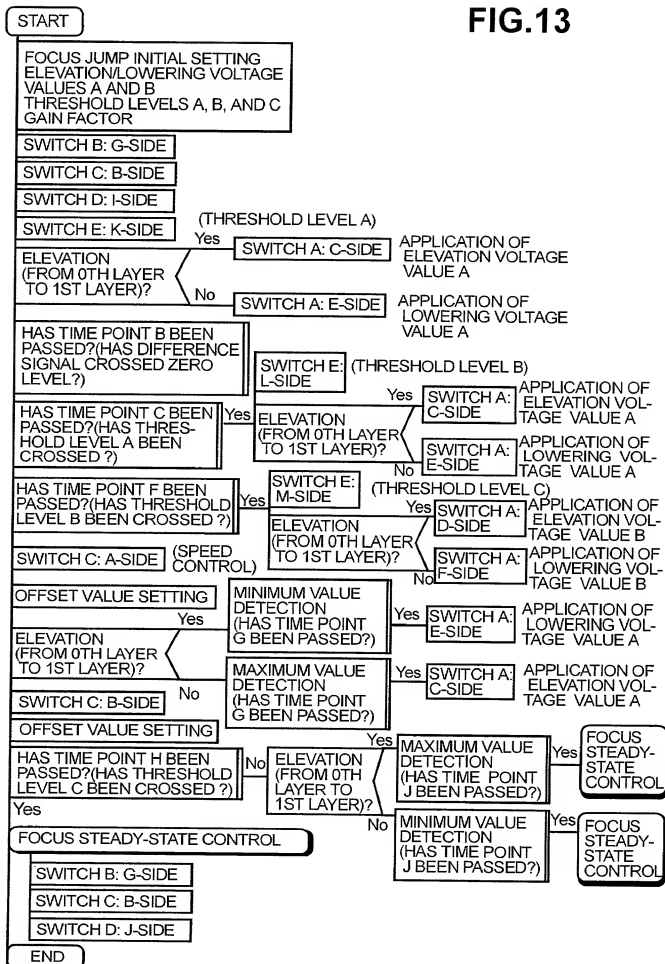 FIG.13
START
FOCUS JUMP INITIAL SETTING
ELEVATION/LOWERING VOLTAGE
VALUES A AND B
THRESHOLD LEVELS A, B, AND C
GAIN FACTOR
SWITCH B: G-SIDE
SWITCH C: B-SIDE
SWITCH D: I-SIDE
SWITCH E: K-SIDE
(THRESHOLD LEVEL A)
ELEVATION
(FROM 0TH LAYER
TO 1ST LAYER)?
Yes
SWITCH A: C-SIDE
APPLICATION OF
ELEVATION VOLTAGE
VALUE A
No
SWITCH A: E-SIDE
APPLICATION OF
LOWERING VOLTAGE
VALUE A
HAS TIME POINT B BEEN
PASSED?(HAS DIFFERENCE
SIGNAL CROSSED ZERO
LEVEL?)
HAS TIME POINT C BEEN
PASSED?(HAS THRES-
HOLD LEVEL A BEEN
CROSSED ?)
Yes
SWITCH E:
L-SIDE
(THRESHOLD LEVEL B)
ELEVATION
(FROM 0TH LAYER
TO 1ST LAYER)?
Yes
SWITCH A:
C-SIDE
APPLICATION OF
ELEVATION VOL-
TAGE VALUE A
No
SWITCH A:
E-SIDE
APPLICATION OF
LOWERING VOL-
TAGE VALUE A
HAS TIME POINT F BEEN
PASSED?(HAS THRESHOLD
LEVEL B BEEN CROSSED ?)
Yes
SWITCH E:
M-SIDE
(THRESHOLD LEVEL C)
ELEVATION
(FROM 0TH LAYER
TO 1ST LAYER)?
Yes
SWITCH A:
D-SIDE
APPLICATION OF
ELEVATION VOL-
TAGE VALUE B
No
SWITCH A:
F-SIDE
APPLICATION OF
LOWERING VOL-
TAGE VALUE B
SWITCH C: A-SIDE
(SPEED
CONTROL)
OFFSET VALUE SETTING
ELEVATION
(FROM 0TH LAYER
TO 1ST LAYER)?
Yes
MINIMUM VALUE
DETECTION
(HAS TIME POINT
G BEEN PASSED?)
Yes
SWITCH A:
E-SIDE
APPLICATION OF
LOWERING VOL-
TAGE VALUE A
No
MAXIMUM VALUE
DETECTION
(HAS TIME POINT
G BEEN PASSED?)
Yes
SWITCH A:
C-SIDE
APPLICATION OF
ELEVATION VOL-
TAGE VALUE A
SWITCH C: B-SIDE
OFFSET VALUE SETTING
HAS TIME POINT H BEEN
PASSED?(HAS THRESHOLD
LEVEL C BEEN CROSSED ?)
No
ELEVATION
(FROM 0TH
LAYER TO
1ST LAYER)?
Yes
MAXIMUM VALUE
DETECTION
(HAS TIME POINT
J BEEN PASSED?)
Yes
FOCUS
STEADY-
STATE
CONTROL
No
MINIMUM VALUE
DETECTION
(HAS TIME POINT
J BEEN PASSED?)
Yes
FOCUS
STEADY-
STATE
CONTROL
Yes
FOCUS STEADY-STATE CONTROL
SWITCH B: G-SIDE
SWITCH C: B-SIDE
SWITCH D: J-SIDE
END